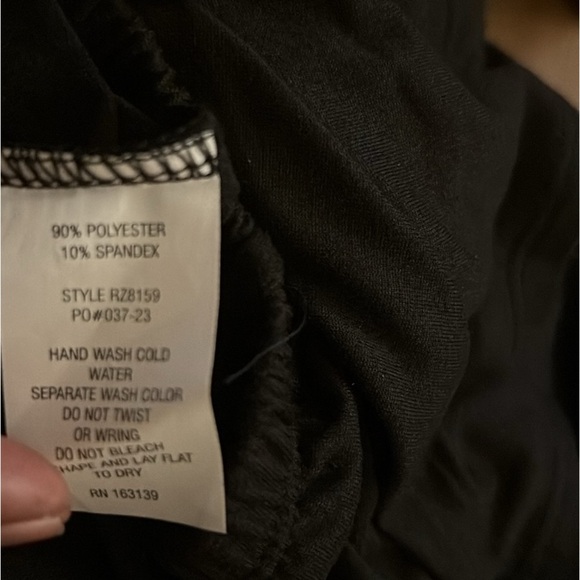 90% POLYESTER
10% SPANDEX
STYLE RZ8159
PO#037-23
HAND WASH COLD
WATER
SEPARATE WASH COLOR
DO NOT TWIST
OR WRING
DO NOT BLEACH
HAPE AND LAY FLAT
TO DRY
RN 163139